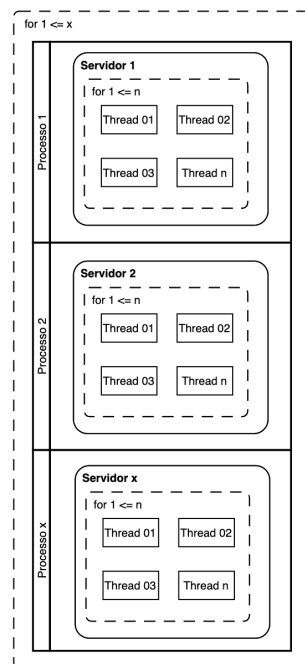 for 1 <= x
Processo 1
Servidor 1
for 1 <= n
Thread 01
Thread 02
Thread 03
Thread n
Processo 2
Servidor 2
for 1 <= n
Thread 01
Thread 02
Thread 03
Thread n
Processo x
Servidor x
for 1 <= n
Thread 01
Thread 02
Thread 03
Thread n